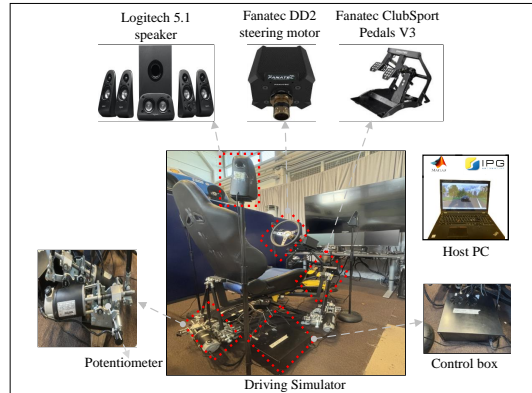 Logitech 5.1
speaker
Fanatec DD2
steering motor
Fanatec ClubSport
Pedals V3
FANATEC
IPG
Host PC
Potentiometer
Control box
Driving Simulator